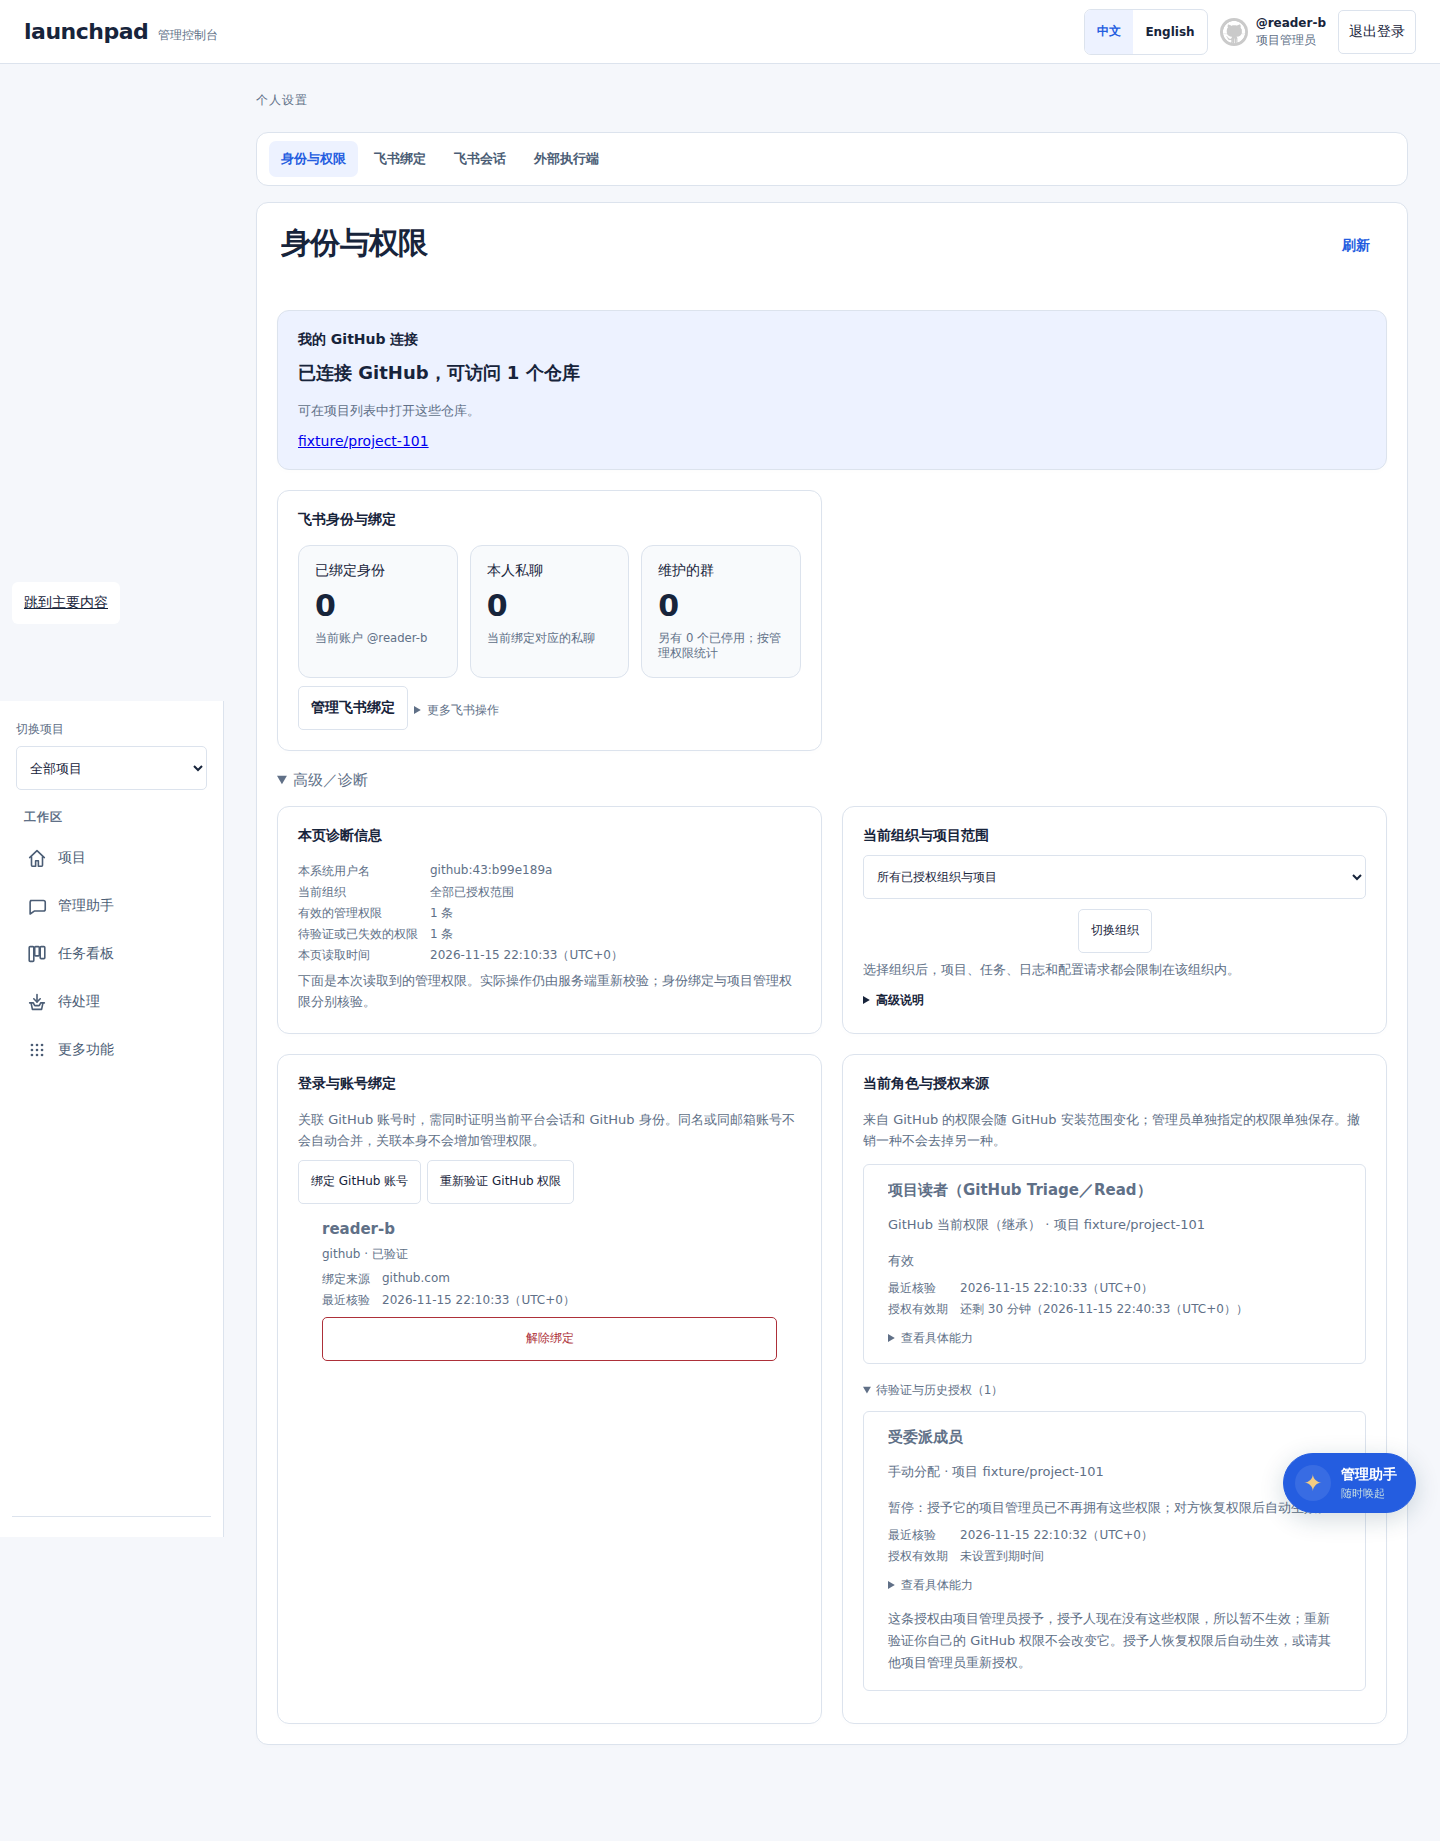 launchpad 管理控制台
中文 English
@reader-b
项目管理员
退出登录
个人设置
身份与权限 飞书绑定 飞书会话 外部执行端
身份与权限
刷新
我的 GitHub 连接
已连接 GitHub，可访问 1 个仓库
可在项目列表中打开这些仓库。
fixture/project-101
飞书身份与绑定
已绑定身份
0
当前账户 @reader-b
本人私聊
0
当前绑定对应的私聊
维护的群
0
另有 0 个已停用；按管
理权限统计
管理飞书绑定
更多飞书操作
跳到主要内容
切换项目
全部项目
工作区
项目
管理助手
任务看板
待处理
更多功能
高级／诊断
本页诊断信息
本系统用户名 github:43:b99e189a
当前组织 全部已授权范围
有效的管理权限 1 条
待验证或已失效的权限 1 条
本页读取时间 2026-11-15 22:10:33（UTC+0）
下面是本次读取到的管理权限。实际操作仍由服务端重新校验；身份绑定与项目管理权
限分别核验。
当前组织与项目范围
所有已授权组织与项目
切换组织
选择组织后，项目、任务、日志和配置请求都会限制在该组织内。
高级说明
登录与账号绑定
关联 GitHub 账号时，需同时证明当前平台会话和 GitHub 身份。同名或同邮箱账号不
会自动合并，关联本身不会增加管理权限。
绑定 GitHub 账号 重新验证 GitHub 权限
reader-b
github · 已验证
绑定来源 github.com
最近核验 2026-11-15 22:10:33（UTC+0）
解除绑定
当前角色与授权来源
来自 GitHub 的权限会随 GitHub 安装范围变化；管理员单独指定的权限单独保存。撤
销一种不会去掉另一种。
项目读者（GitHub Triage／Read）
GitHub 当前权限（继承） · 项目 fixture/project-101
有效
最近核验 2026-11-15 22:10:33（UTC+0）
授权有效期 还剩 30 分钟（2026-11-15 22:40:33（UTC+0））
查看具体能力
待验证与历史授权（1）
受委派成员
手动分配 · 项目 fixture/project-101
暂停：授予它的项目管理员已不再拥有这些权限；对方恢复权限后自动
最近核验 2026-11-15 22:10:32（UTC+0）
授权有效期 未设置到期时间
查看具体能力
这条授权由项目管理员授予，授予人现在没有这些权限，所以暂不生效；重新
验证你自己的 GitHub 权限不会改变它。授予人恢复权限后自动生效，或请其
他项目管理员重新授权。
管理助手
随时唤起